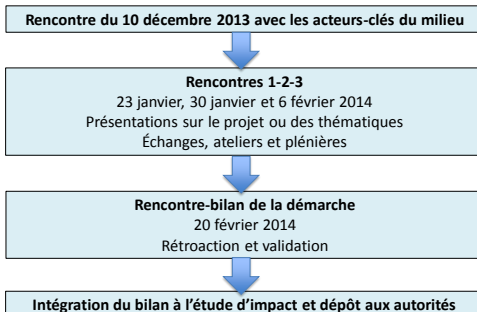 Rencontre du 10 décembre 2013 avec les acteurs-clés du milieu
Rencontres 1-2-3
23 janvier, 30 janvier et 6 février 2014
Présentations sur le projet ou des thématiques
Échanges, ateliers et plénières
Rencontre-bilan de la démarche
20 février 2014
Rétroaction et validation
Intégration du bilan à l'étude d'impact et dépôt aux autorités